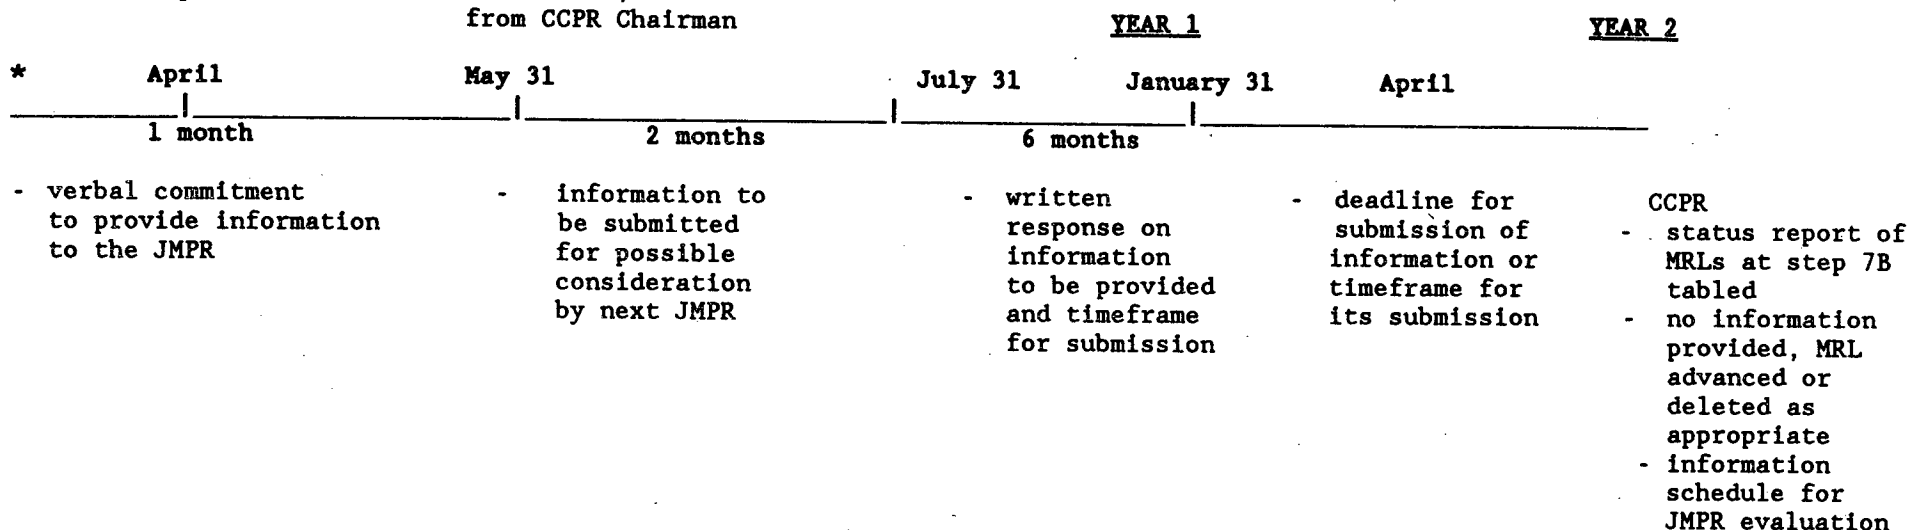 from CCPR Chairman
YEAR 1
YEAR 2
* April May 31 July 31 January 31 April
1 month 2 months 6 months
- verbal commitment
to provide information
to the JMPR
- information to
be submitted
for possible
consideration
by next JMPR
- written
response on
information
to be provided
and timeframe
for submission
- deadline for
submission of
information or
timeframe for
its submission
CCPR
- status report of
MRLs at step 7B
tabled
- no information
provided, MRL
advanced or
deleted as
appropriate
- information
schedule for
JMPR evaluation